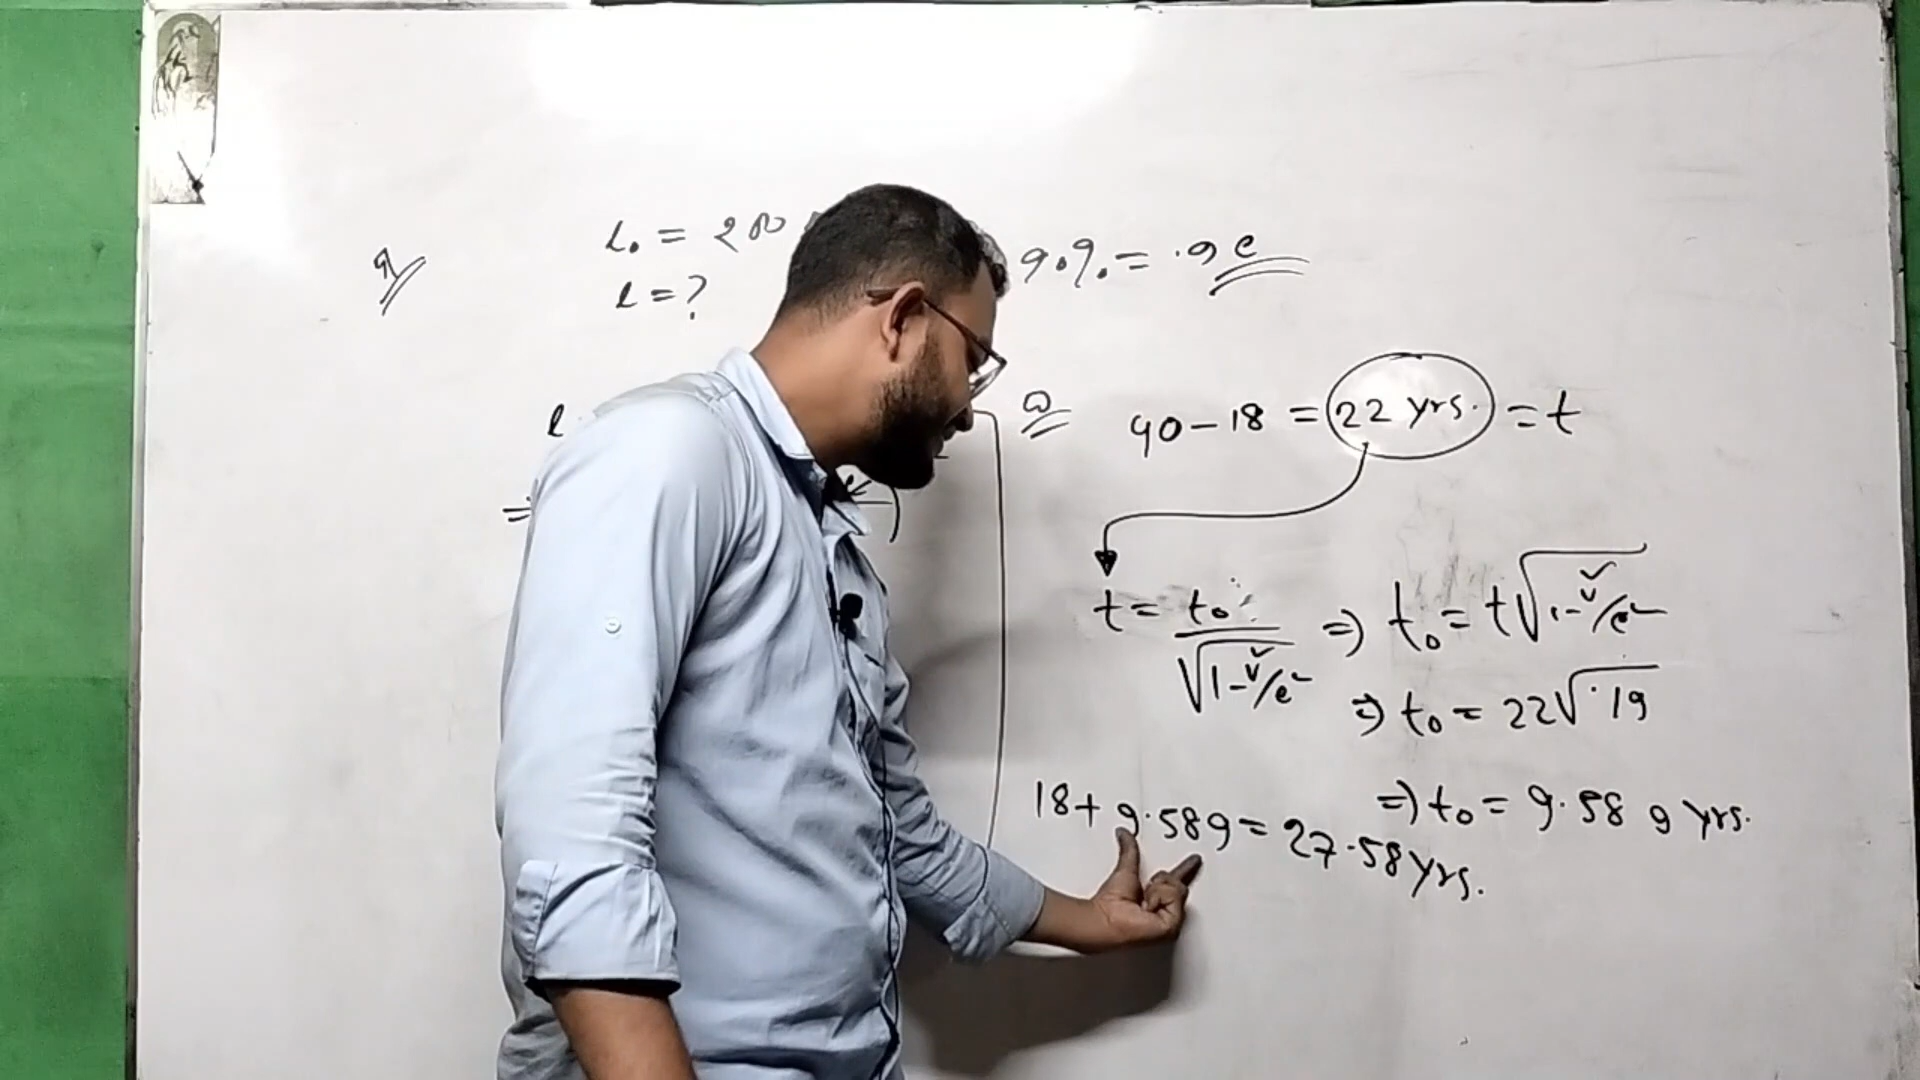 গ
l₀ = 200
l = ?
90% = .9c
l
=
ঘ
40 - 18 = 22 yrs. = t
t = t₀ / √1 - v²/c² ⇒ t₀ = t√1 - v²/c²
⇒ t₀ = 22√.19
⇒ t₀ = 9.589 yrs.
18 + 9.589 = 27.58 yrs.